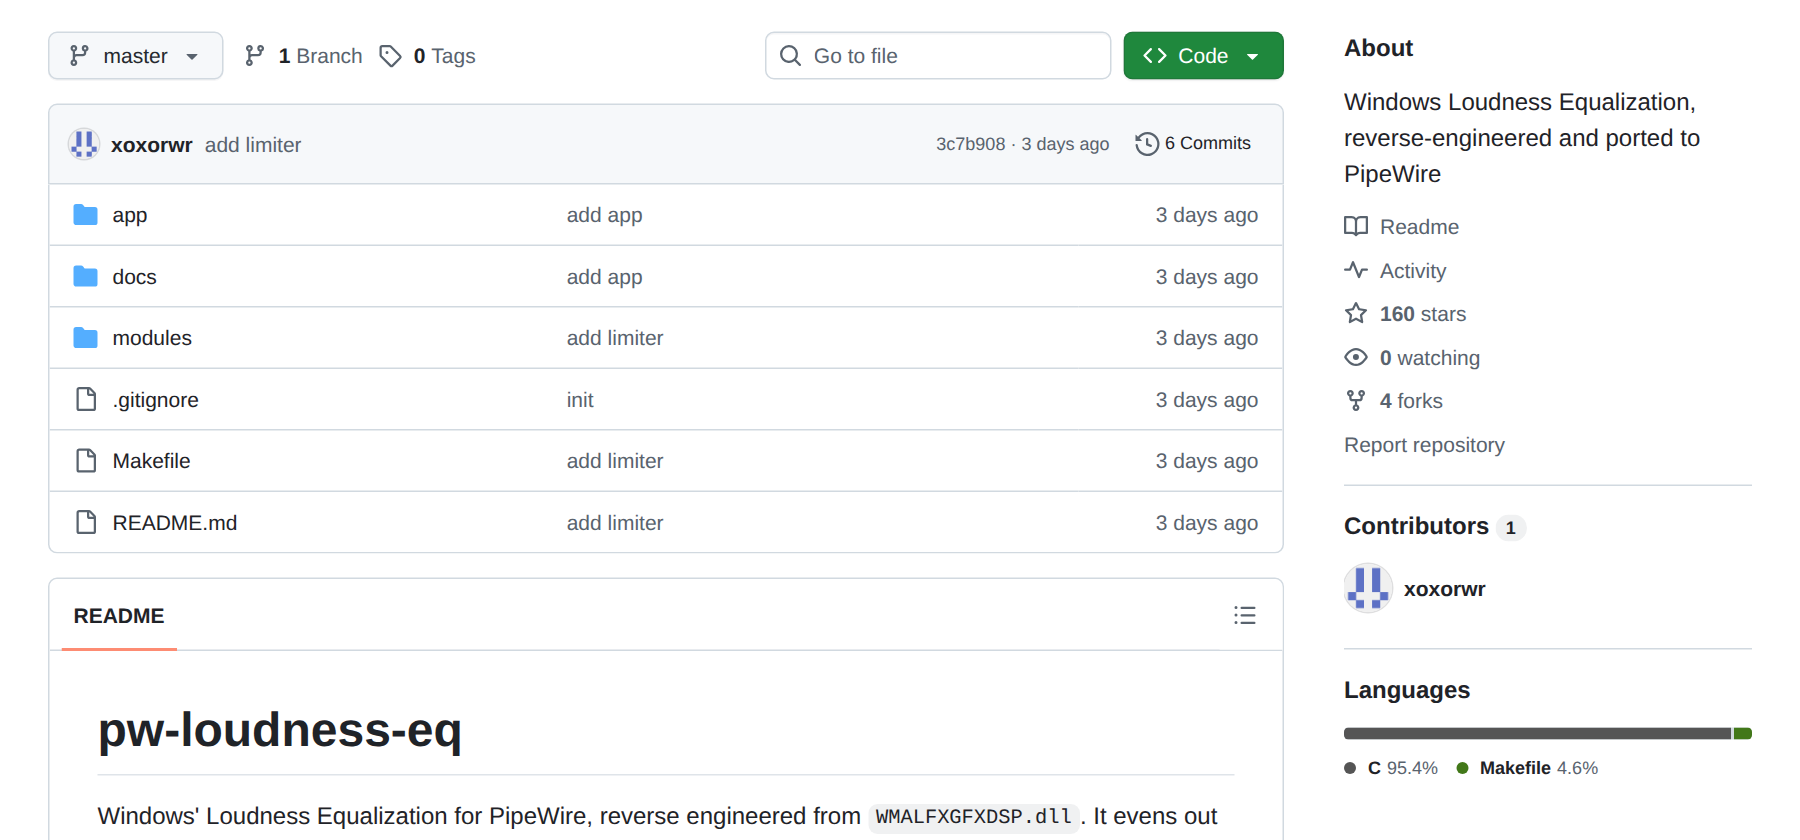 master
1 Branch
0 Tags
Go to file
Code
xoxorwr add limiter
3c7b908 · 3 days ago
6 Commits
app add app 3 days ago
docs add app 3 days ago
modules add limiter 3 days ago
.gitignore init 3 days ago
Makefile add limiter 3 days ago
README.md add limiter 3 days ago
README
pw-loudness-eq
Windows' Loudness Equalization for PipeWire, reverse engineered from WMALFXGFXDSP.dll. It evens out
About
Windows Loudness Equalization,
reverse-engineered and ported to
PipeWire
Readme
Activity
160 stars
0 watching
4 forks
Report repository
Contributors 1
xoxorwr
Languages
C 95.4% Makefile 4.6%